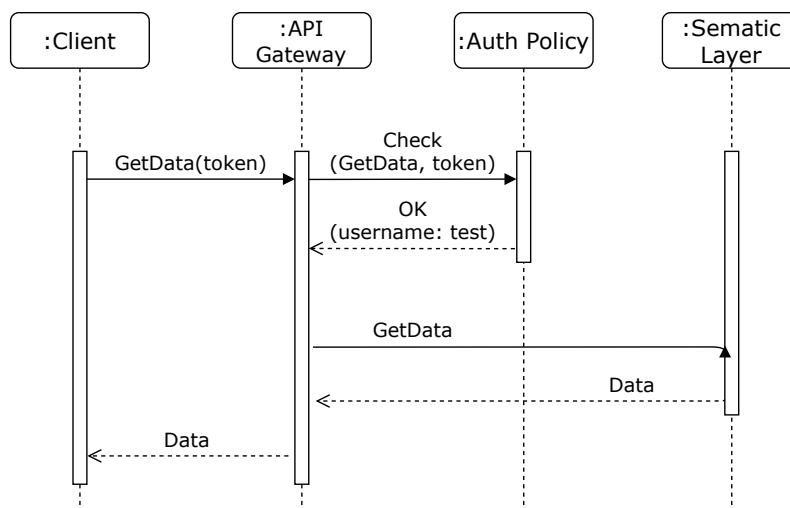 :Client
:API
Gateway
:Auth Policy
:Sematic
Layer
GetData(token)
Check
(GetData, token)
OK
(username: test)
GetData
Data
Data